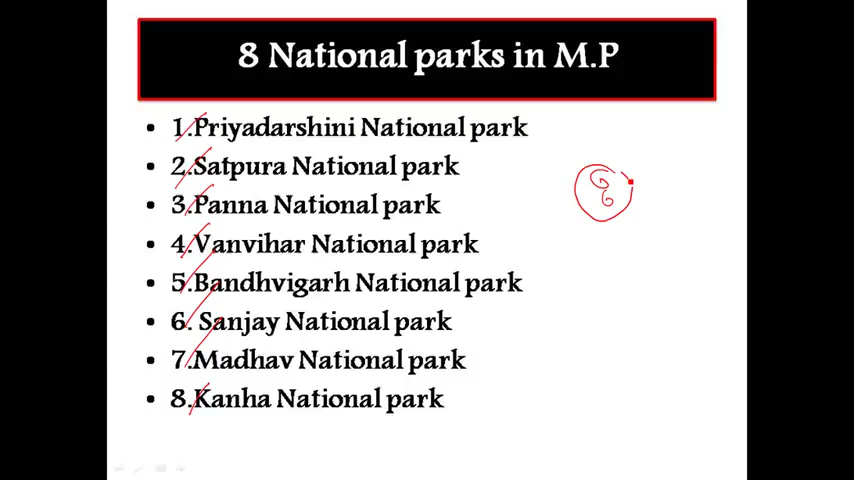 8 National parks in M.P
• 1.Priyadarshini National park
• 2.Satpura National park
• 3.Panna National park
• 4.Vanvihar National park
• 5.Bandhvigarh National park
• 6. Sanjay National park
• 7.Madhav National park
• 8.Kanha National park